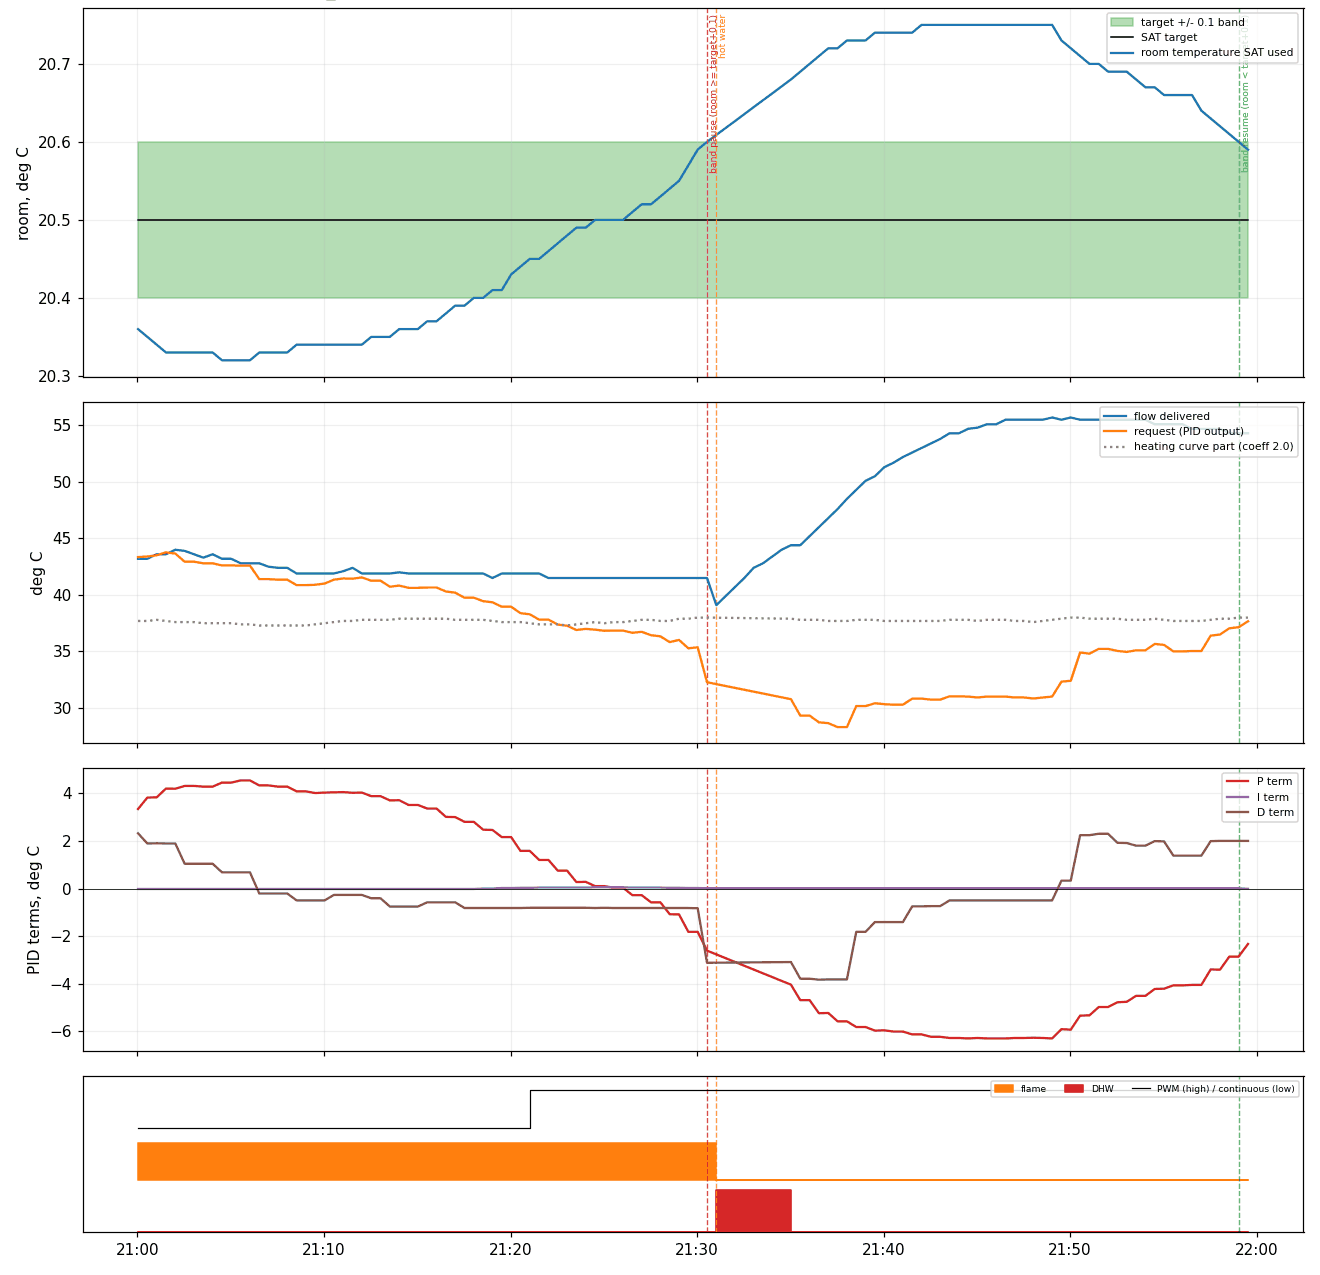 target +/- 0.1 band
SAT target
room temperature SAT used
band pause (room >= target+0.1)
hot water
band resume (room <
room, deg C
20.7
20.6
20.5
20.4
20.3
flow delivered
request (PID output)
heating curve part (coeff 2.0)
deg C
55
50
45
40
35
30
P term
I term
D term
PID terms, deg C
4
2
0
−2
−4
−6
flame
DHW
PWM (high) / continuous (low)
21:00
21:10
21:20
21:30
21:40
21:50
22:00